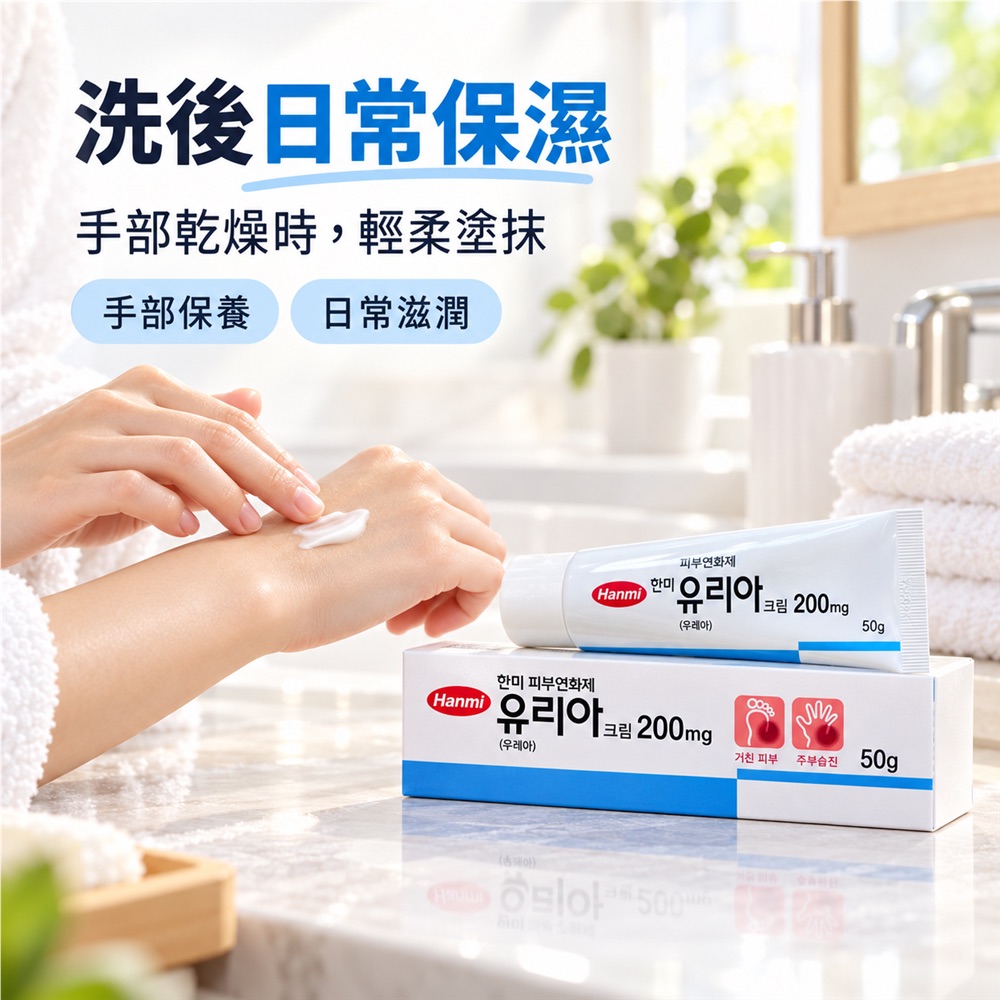 洗後日常保濕
手部乾燥時，輕柔塗抹
手部保養
日常滋潤
피부연화제
Hanmi 한미 유리아 크림 200mg
(우레아)
50g
한미 피부연화제
Hanmi 유리아 크림 200mg
(우레아)
거친 피부
주부습진
50g